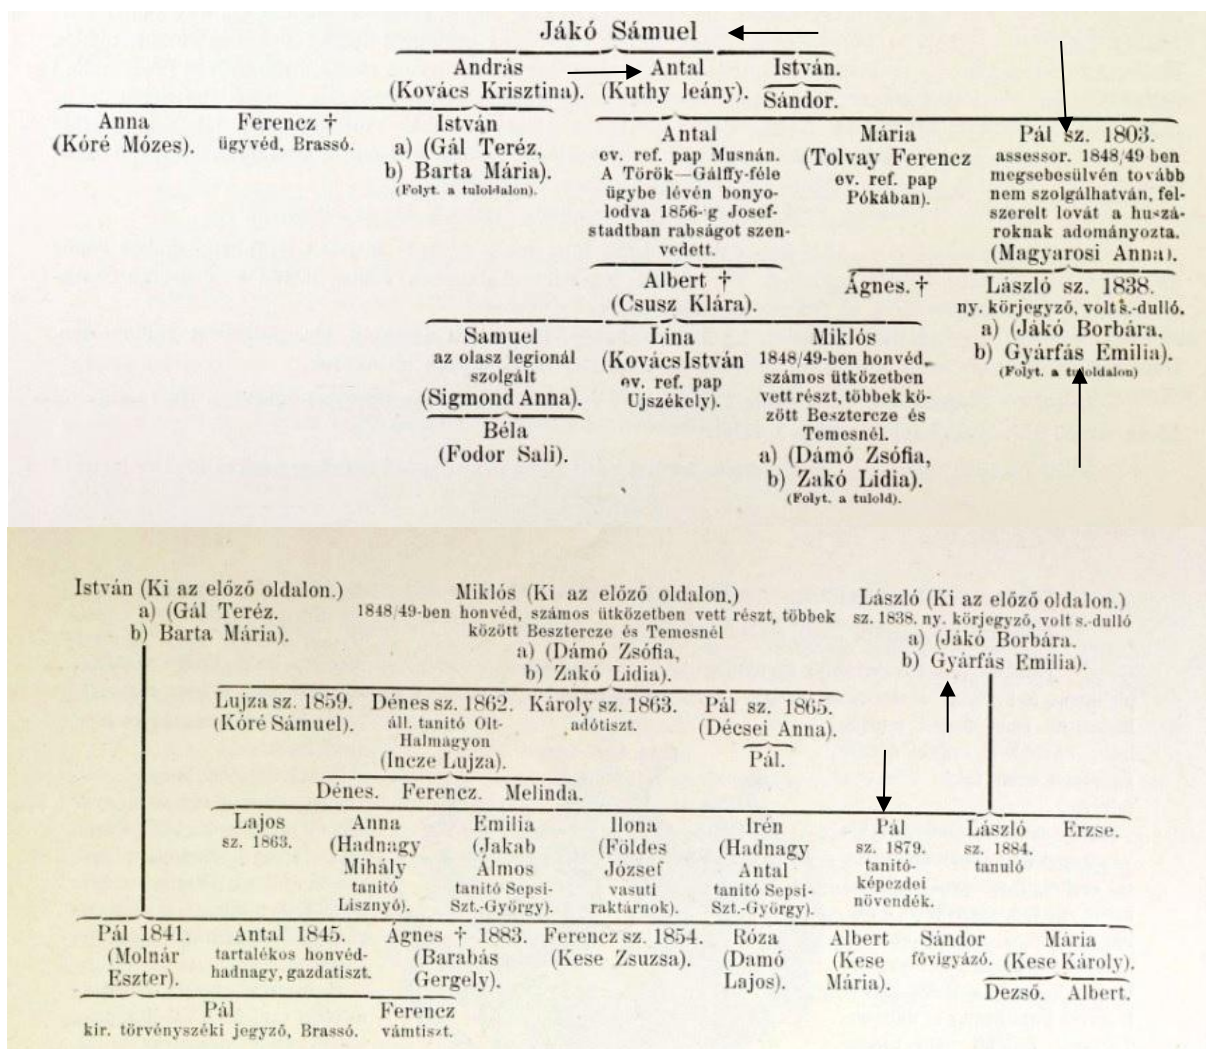 Jákó Sámuel
András
(Kovács Krisztina).
Antal
(Kuthy leány).
István.
Sándor.
Anna
(Kóré Mózes).
Ferencz †
ügyvéd, Brassó.
István
a) (Gál Teréz,
b) Barta Mária).
(Folyt. a tuloldalon).
Antal
ev. ref. pap Musnán.
A Török—Gálffy-féle
ügybe lévén bonyo-
lodva 1856-g Josef-
stadtban rabságot szen-
vedett.
Mária
(Tolvay Ferencz
ev. ref. pap
Pókában).
Pál sz. 1803.
assessor. 1848/49 ben
megsebesülvén tovább
nem szolgálhatván, fel-
szerelt lovát a huszá-
roknak adományozta.
(Magyarosi Anna).
Albert †
(Csusz Klára).
Ágnes. †
László sz. 1838.
ny. körjegyző, volt s.-dulló.
a) (Jákó Borbára,
b) Gyárfás Emilia).
(Folyt. a tuloldalon)
Samuel
az olasz legionál
szolgált
(Sigmond Anna).
Béla
(Fodor Sali).
Lina
(Kovács István
ev. ref. pap
Ujszékely).
Miklós
1848/49-ben honvéd,
számos ütközetben
vett részt, többek kö-
zött Besztercze és
Temesnél.
a) (Dámó Zsófia,
b) Zakó Lidia).
(Folyt. a tulold).
István (Ki az előző oldalon.)
a) (Gál Teréz.
b) Barta Mária).
Miklós (Ki az előző oldalon.)
1848/49-ben honvéd, számos ütközetben vett részt, többek
között Besztercze és Temesnél
a) (Dámó Zsófia,
b) Zakó Lidia).
László (Ki az előző oldalon.)
sz. 1838. ny. körjegyző, volt s.-dulló
a) (Jákó Borbára.
b) Gyárfás Emilia).
Lujza sz. 1859.
(Kóré Sámuel).
Dénes sz. 1862.
áll. tanitó Olt-
Halmágyon
(Incze Lujza).
Károly sz. 1863.
adótiszt.
Pál sz. 1865.
(Décsei Anna).
Pál.
Dénes. Ferencz. Melinda.
Lajos
sz. 1863.
Anna
(Hadnagy
Mihály
tanitó
Lisznyó).
Emilia
(Jakab
Álmos
tanitó Sepsi-
Szt.-György).
Ilona
(Földes
József
vasuti
raktárnok).
Irén
(Hadnagy
Antal
tanitó Sepsi-
Szt.-György).
Pál
sz. 1879.
tanitó-
képezdei
növendék.
László
sz. 1884.
tanuló
Erzse.
Pál 1841.
(Molnár
Eszter).
Antal 1845.
tartalékos honvéd-
hadnagy, gazdatiszt.
Ágnes † 1883.
(Barabás
Gergely).
Ferencz sz. 1854.
(Kese Zsuzsa).
Róza
(Damó
Lajos).
Albert
(Kese
Mária).
Sándor
fővigyázó.
Mária
(Kese Károly).
Dezső. Albert.
Pál
kir. törvényszéki jegyző, Brassó.
Ferencz
vámtiszt.